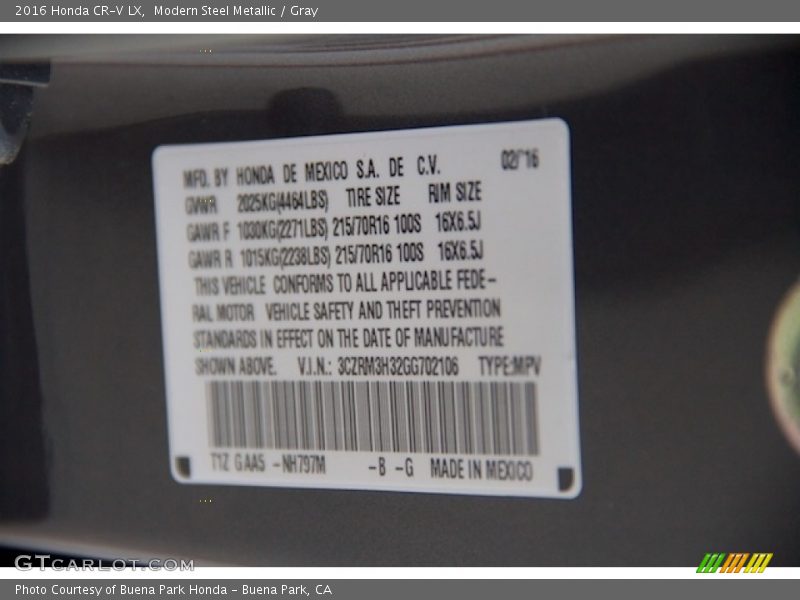 2016 Honda CR-V LX,  Modern Steel Metallic / Gray
MFD. BY HONDA DE MEXICO S.A. DE C.V. 02/'16
GVWR 2025KG(4464LBS) TIRE SIZE RIM SIZE
GAWR F 1030KG(2271LBS) 215/70R16 100S 16X6.5J
GAWR R 1015KG(2238LBS) 215/70R16 100S 16X6.5J
THIS VEHICLE CONFORMS TO ALL APPLICABLE FEDE-
RAL MOTOR VEHICLE SAFETY AND THEFT PREVENTION
STANDARDS IN EFFECT ON THE DATE OF MANUFACTURE
SHOWN ABOVE. V.I.N.: 3CZRM3H32GG702106 TYPE:MPV
T1Z GAA5 -NH797M -B -G MADE IN MEXICO
GTCARLOT.COM
Photo Courtesy of Buena Park Honda - Buena Park, CA